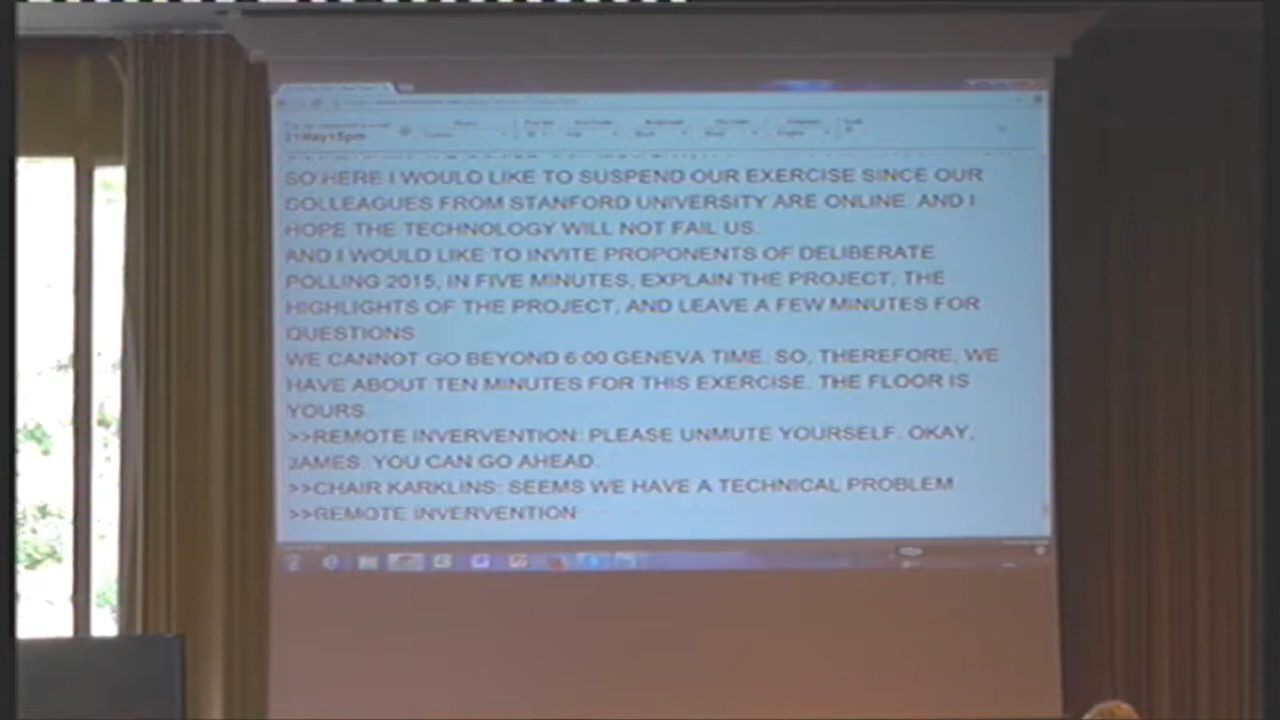 21May15pm
SO HERE I WOULD LIKE TO SUSPEND OUR EXERCISE SINCE OUR
COLLEAGUES FROM STANFORD UNIVERSITY ARE ONLINE. AND I
HOPE THE TECHNOLOGY WILL NOT FAIL US.
AND I WOULD LIKE TO INVITE PROPONENTS OF DELIBERATE
POLLING 2015, IN FIVE MINUTES, EXPLAIN THE PROJECT, THE
HIGHLIGHTS OF THE PROJECT, AND LEAVE A FEW MINUTES FOR
QUESTIONS.
WE CANNOT GO BEYOND 6:00 GENEVA TIME. SO, THEREFORE, WE
HAVE ABOUT TEN MINUTES FOR THIS EXERCISE. THE FLOOR IS
YOURS.
>>REMOTE INVERVENTION: PLEASE UNMUTE YOURSELF. OKAY,
JAMES. YOU CAN GO AHEAD.
>>CHAIR KARKLINS: SEEMS WE HAVE A TECHNICAL PROBLEM.
>>REMOTE INVERVENTION: